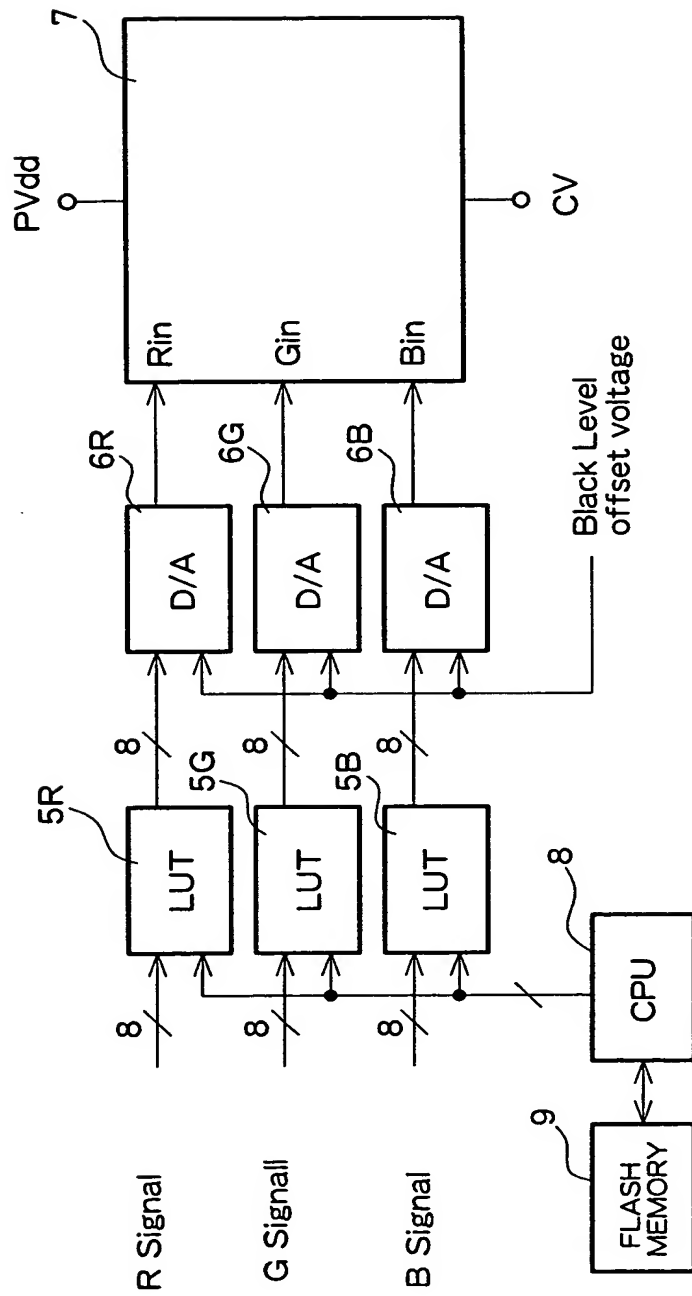 PVdd
7
6R
6G
6B
Rin
Gin
Bin
D/A
D/A
D/A
CV
Black Level
offset voltage
8
8
8
5R
5G
5B
LUT
LUT
LUT
8
8
8
8
CPU
9
FLASH
MEMORY
R Signal
G Signall
B Signal